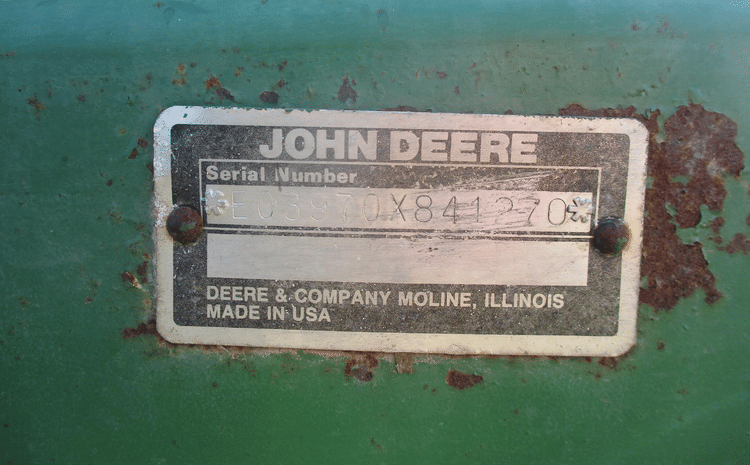 JOHN DEERE
Serial Number
*E03970X841270*
DEERE & COMPANY MOLINE, ILLINOIS
MADE IN USA